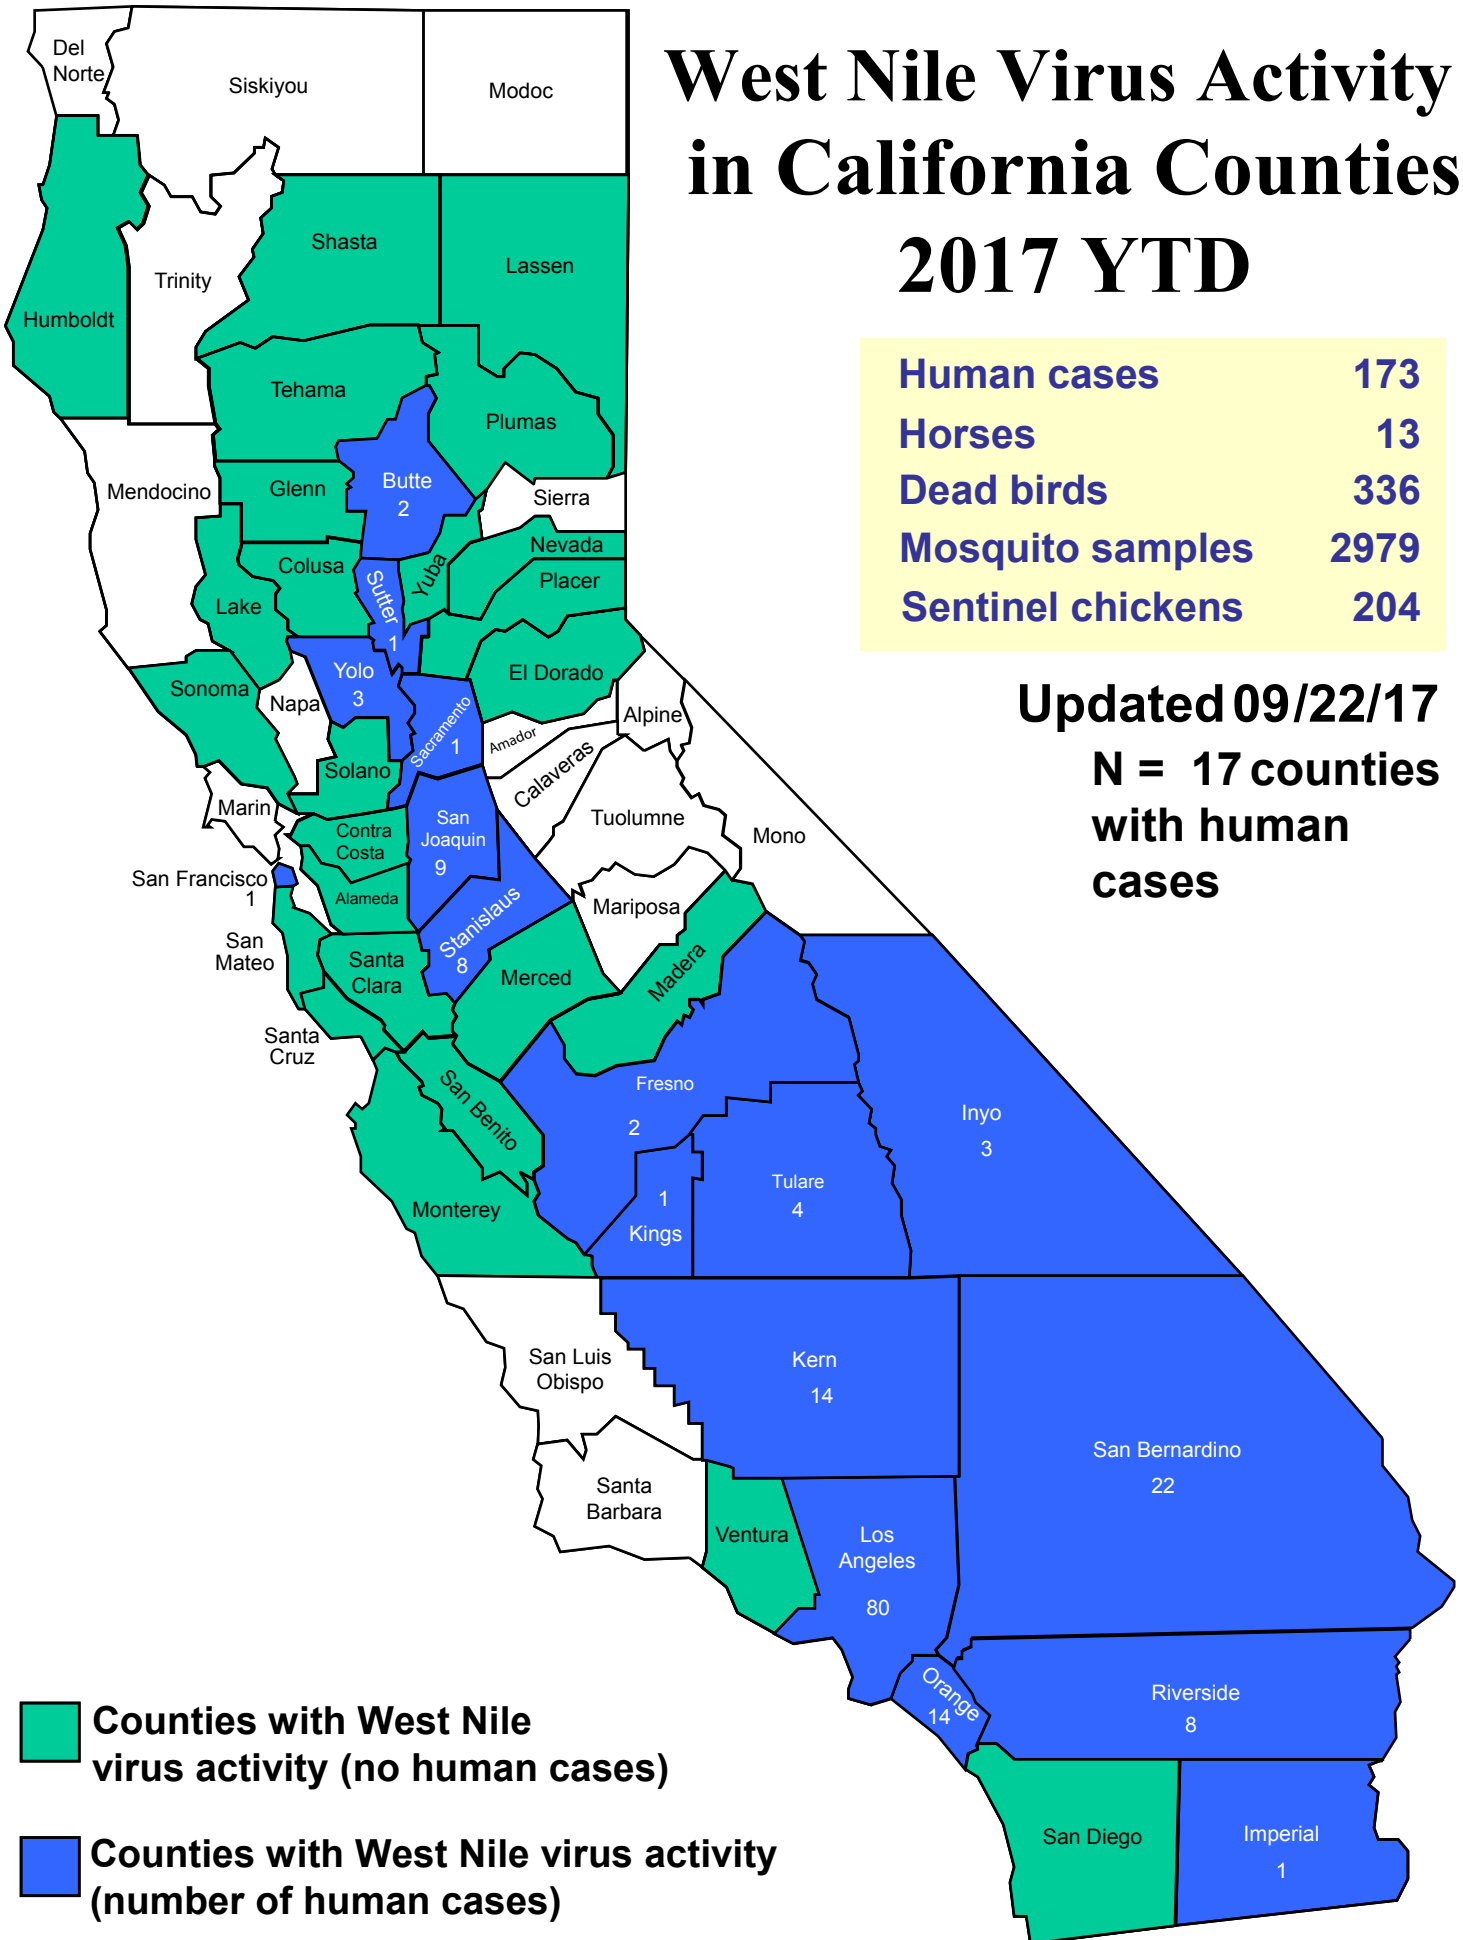 West Nile Virus Activity
in California Counties
2017 YTD
Human cases 173
Horses 13
Dead birds 336
Mosquito samples 2979
Sentinel chickens 204
Updated 09/22/17
N = 17 counties
with human
cases
Del
Norte
Siskiyou
Modoc
Humboldt
Trinity
Shasta
Lassen
Tehama
Plumas
Mendocino
Glenn
Butte
2
Sierra
Colusa
Sutter
1
Yuba
Nevada
Placer
Lake
Sonoma
Napa
Yolo
3
El Dorado
Sacramento
1
Amador
Alpine
Solano
Calaveras
Marin
Contra
Costa
San
Joaquin
9
Tuolumne
Mono
San Francisco
1
Alameda
Stanislaus
8
Mariposa
San
Mateo
Santa
Clara
Merced
Madera
Santa
Cruz
San Benito
Fresno
2
Inyo
3
Monterey
1
Kings
Tulare
4
San Luis
Obispo
Kern
14
San Bernardino
22
Santa
Barbara
Ventura
Los
Angeles
80
Orange
14
Riverside
8
San Diego
Imperial
1
Counties with West Nile
virus activity (no human cases)
Counties with West Nile virus activity
(number of human cases)